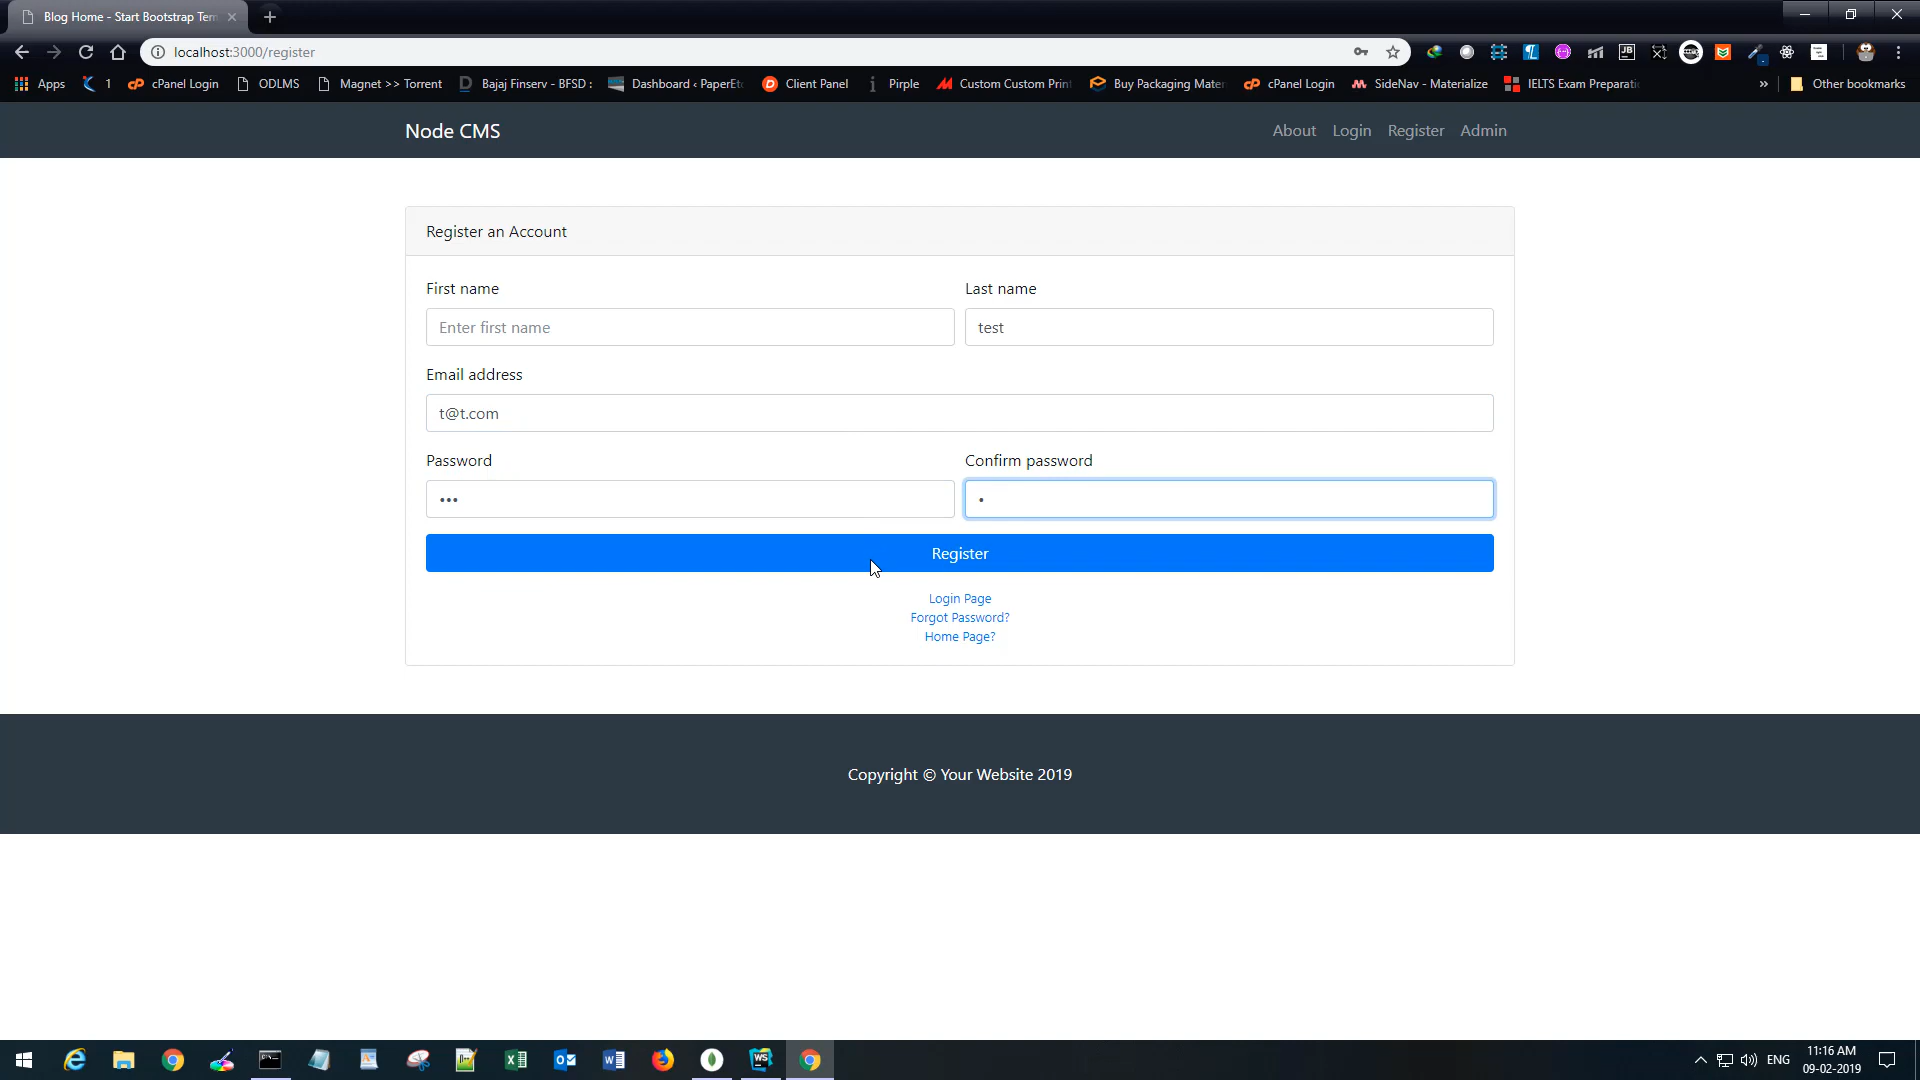 Blog Home - Start Bootstrap Tem
localhost:3000/register
Apps
1
cPanel Login
ODLMS
Magnet >> Torrent
Bajaj Finserv - BFSD :
Dashboard ‹ PaperEtc
Client Panel
Pirple
Custom Custom Print
Buy Packaging Mater
cPanel Login
SideNav - Materialize
IELTS Exam Preparatic
»
Other bookmarks
Node CMS
About
Login
Register
Admin
Register an Account
First name
Last name
Enter first name
test
Email address
t@t.com
Password
Confirm password
•••
•
Register
Login Page
Forgot Password?
Home Page?
Copyright © Your Website 2019
ENG
11:16 AM
09-02-2019